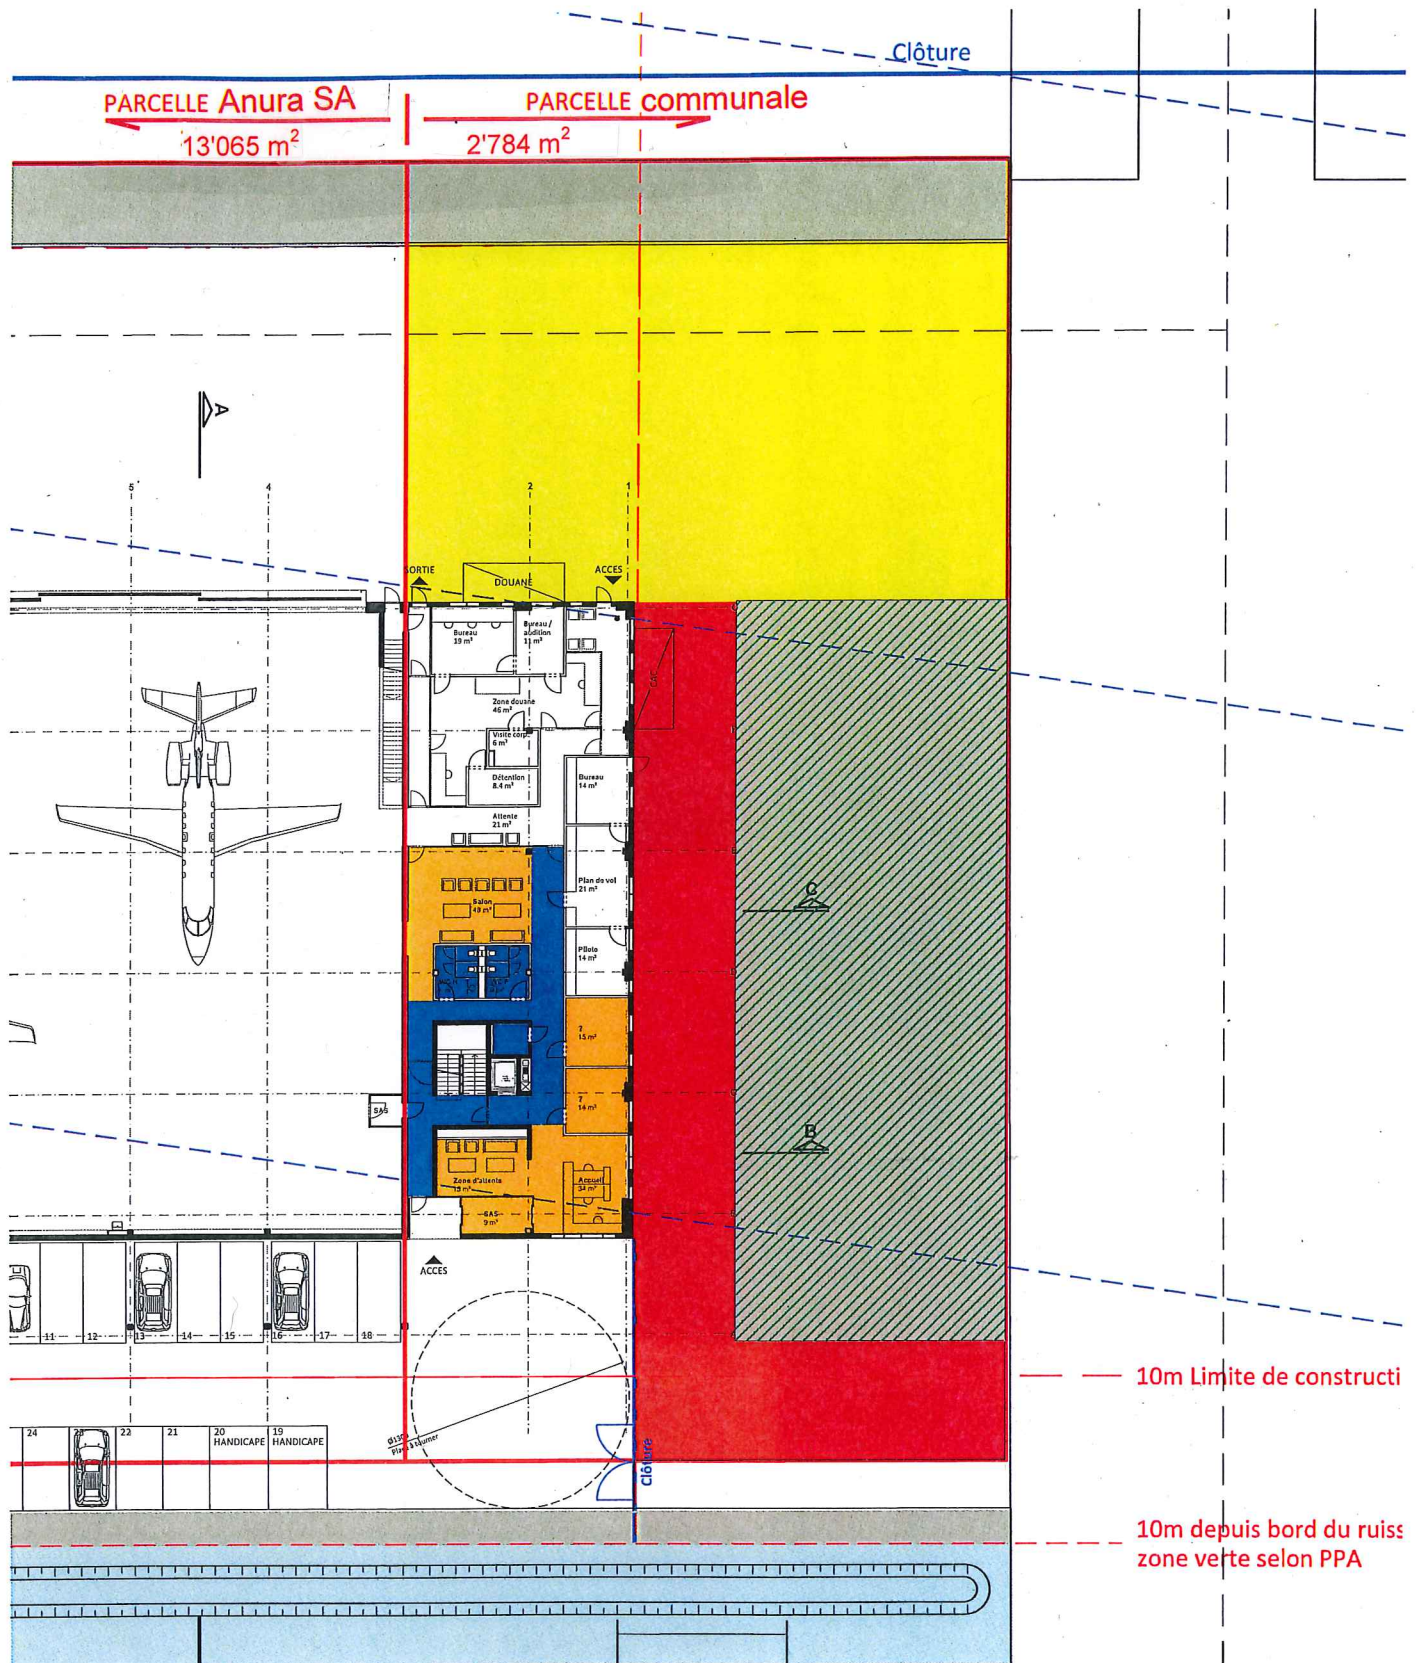 Clôture
PARCELLE Anura SA
PARCELLE communale
13'065 m²
2'784 m²
A
5
4
2
1
SORTIE
DOUANE
ACCES
Bureau
19 m²
Bureau /
audition
11 m²
CAC
Zone douane
46 m²
Visite corp.
6 m²
Détention
8.4 m²
Bureau
14 m²
Attente
21 m²
Salon
Plan de vol
21 m²
C
Pilote
14 m²
?
15 m²
?
14 m²
SAS
B
Zone d'attente
15 m²
Accueil
SAS
9 m²
ACCES
11
12
13
14
15
16
17
18
10m Limite de constructi
24
22
21
20
HANDICAPE
19
HANDICAPE
Place à tourner
Clôture
10m depuis bord du ruiss
zone verte selon PPA